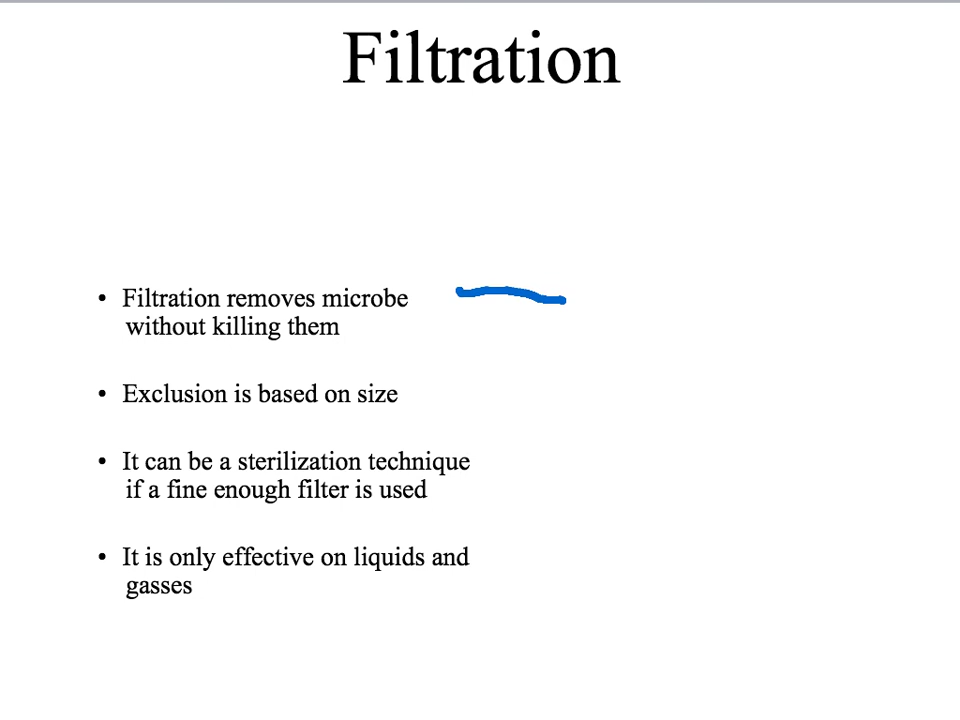 Filtration
• Filtration removes microbe
without killing them
• Exclusion is based on size
• It can be a sterilization technique
if a fine enough filter is used
• It is only effective on liquids and
gasses